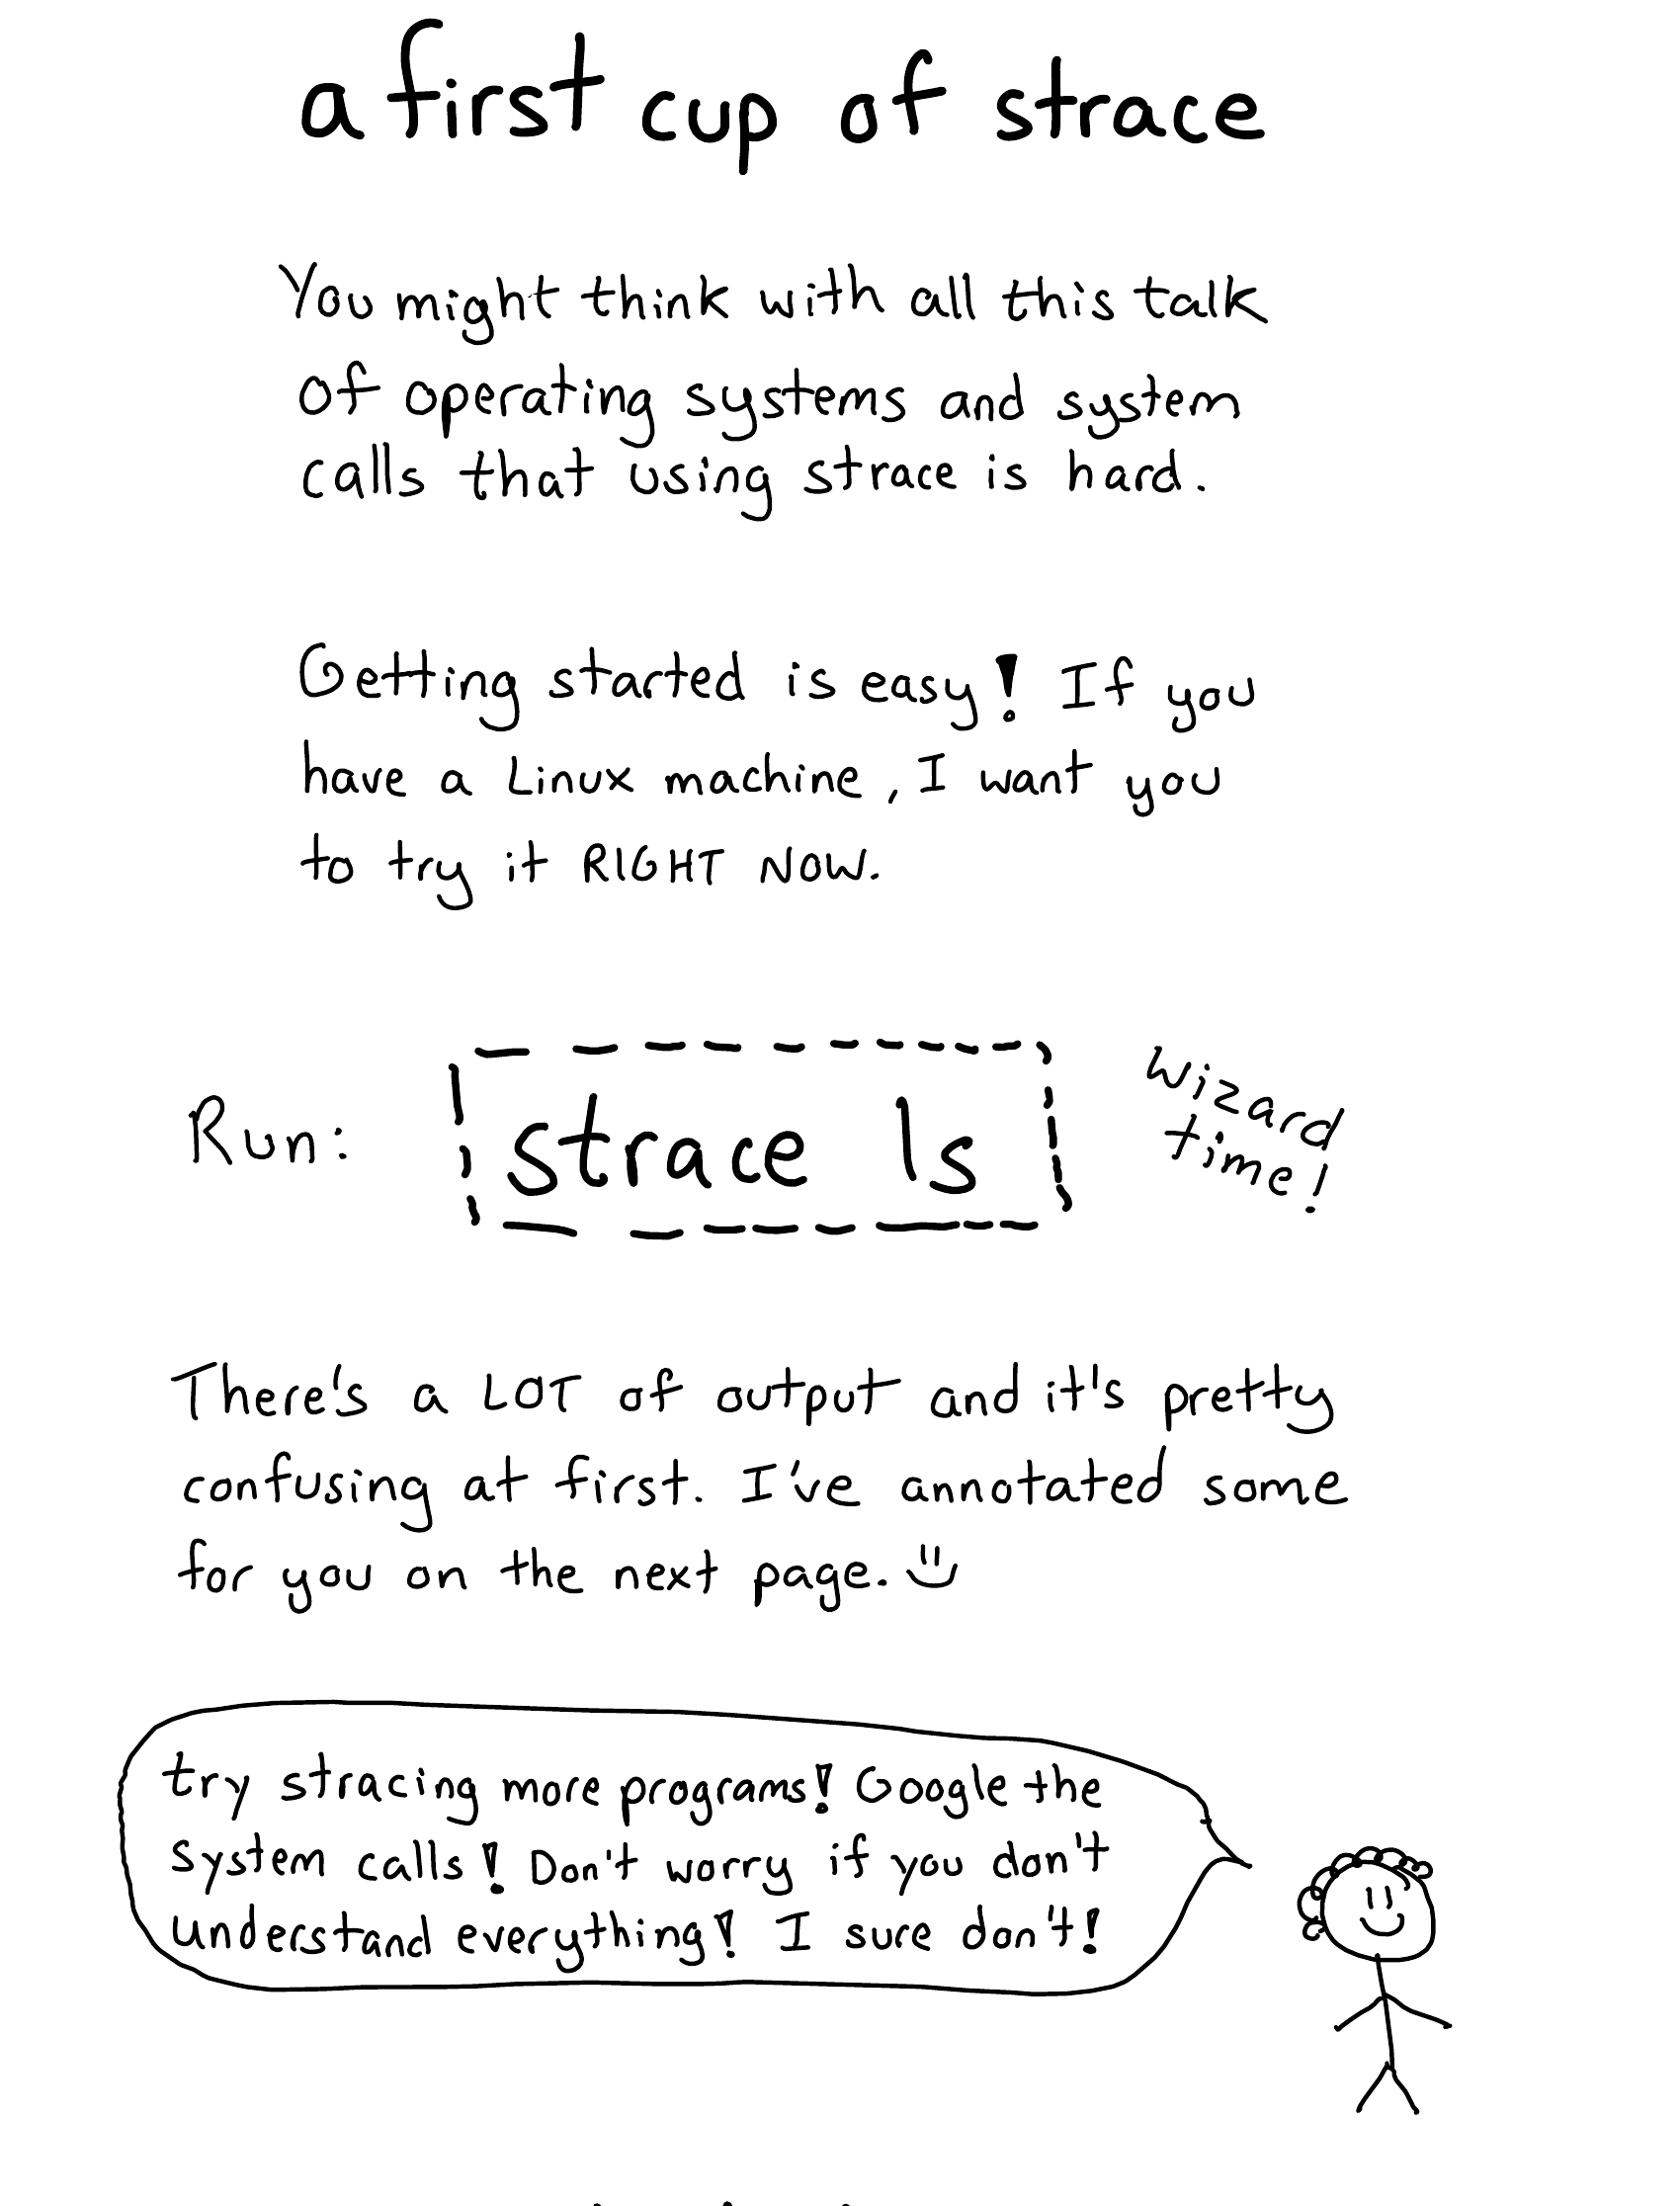 a first cup of strace
You might think with all this talk
of operating systems and system
calls that using strace is hard.
Getting started is easy! If you
have a Linux machine, I want you
to try it RIGHT NOW.
Run: strace ls
wizard
time!
There's a LOT of output and it's pretty
confusing at first. I've annotated some
for you on the next page.
try stracing more programs! Google the
system calls! Don't worry if you don't
understand everything! I sure don't!